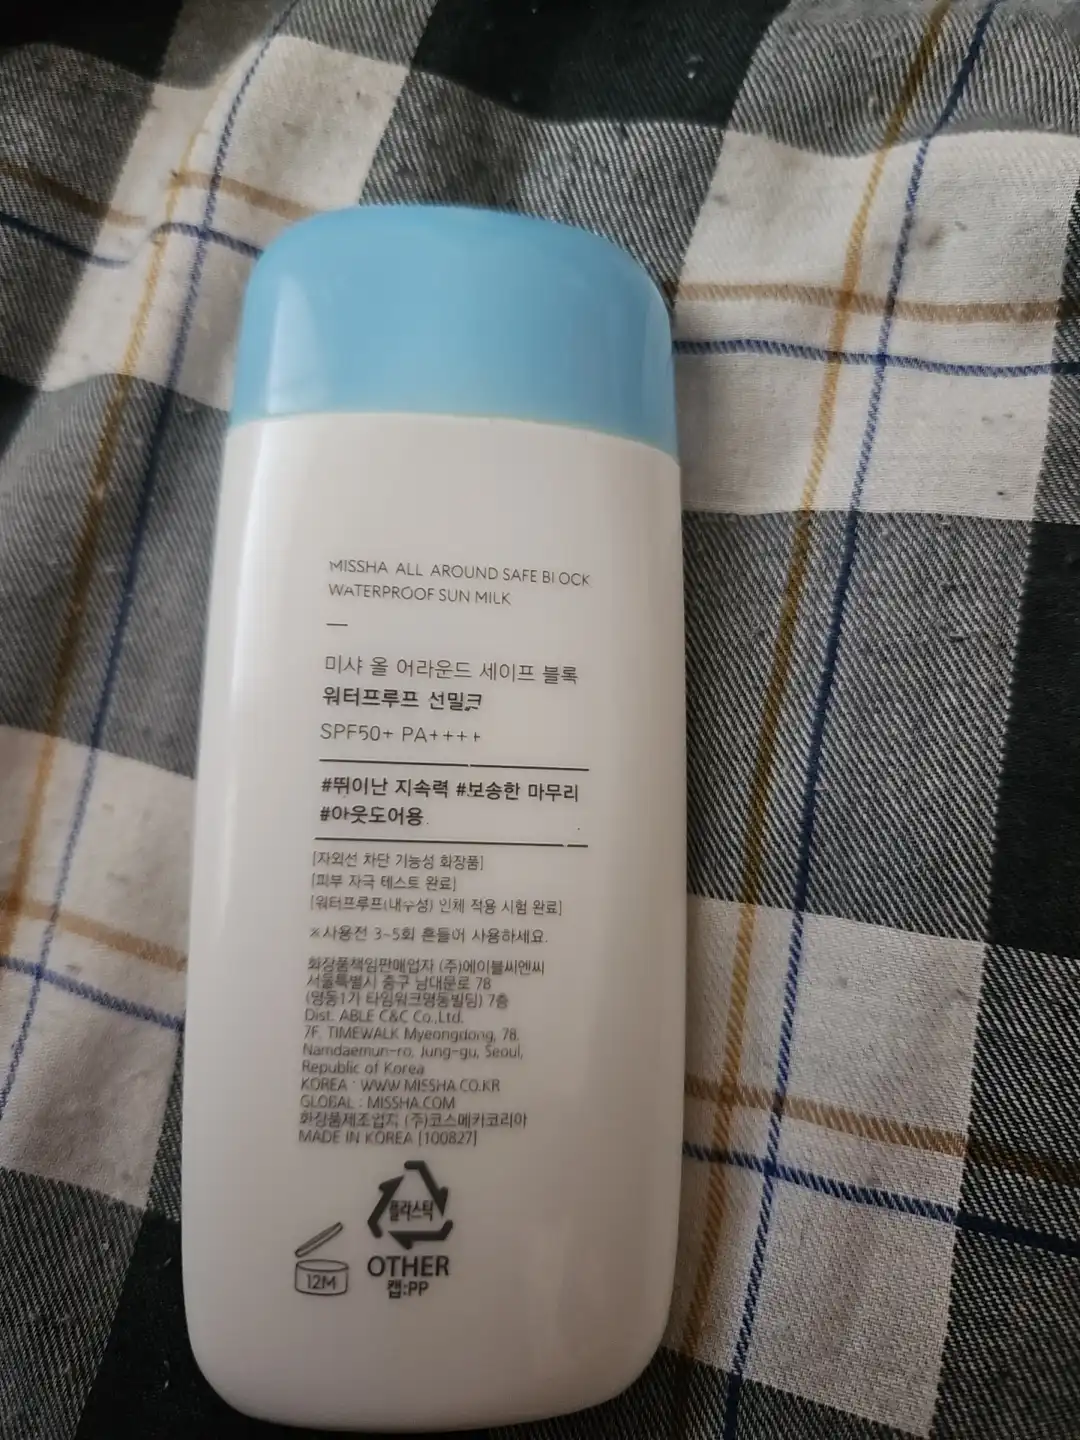 MISSHA ALL AROUND SAFE BLOCK
WATERPROOF SUN MILK
미샤 올 어라운드 세이프 블록
워터프루프 선밀크
SPF50+ PA++++
#뛰어난 지속력 #보송한 마무리
#아웃도어용
[자외선 차단 기능성 화장품]
[피부 자극 테스트 완료]
[워터프루프(내수성) 인체 적용 시험 완료]
※사용전 3~5회 흔들어 사용하세요.
화장품책임판매업자 (주)에이블씨엔씨
서울특별시 중구 남대문로 78
(명동1가 타임워크명동빌딩) 7층
Dist. ABLE C&C Co.,Ltd.
7F. TIMEWALK Myeongdong, 78,
Namdaemun-ro, Jung-gu, Seoul,
Republic of Korea
KOREA : WWW.MISSHA.CO.KR
GLOBAL : MISSHA.COM
화장품제조업자 (주)코스메카코리아
MADE IN KOREA [100827]
플라스틱
OTHER
캡:PP
12M